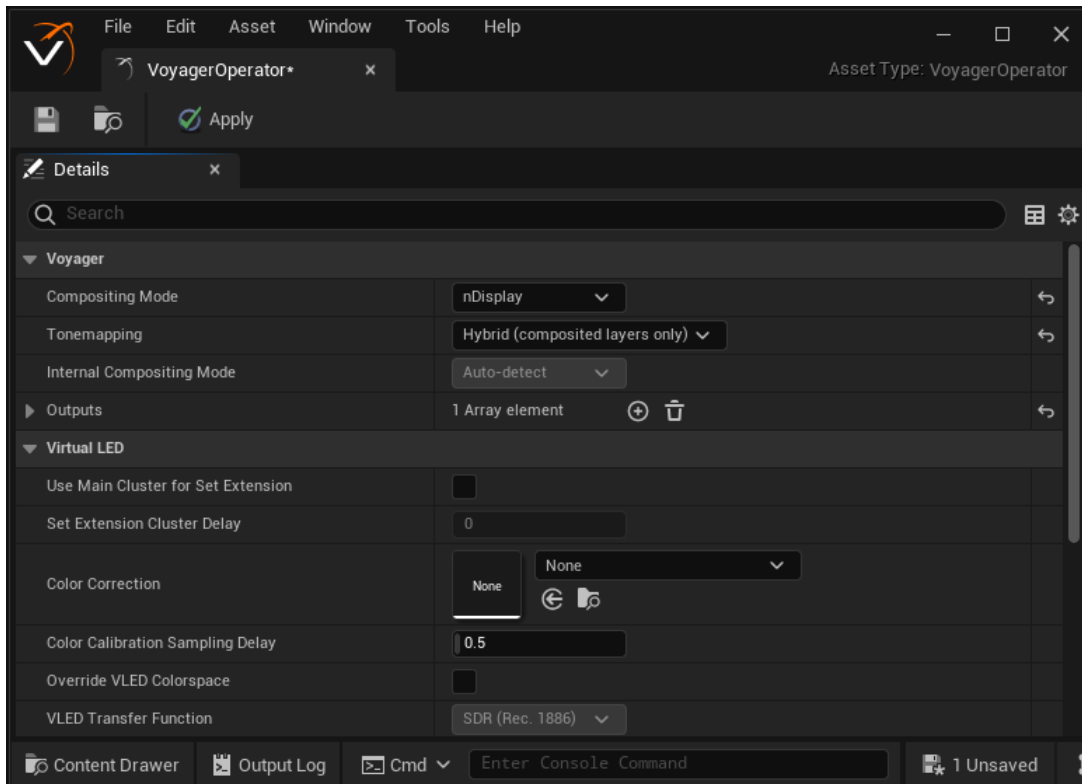 File Edit Asset Window Tools Help
VoyagerOperator*
Asset Type: VoyagerOperator
Apply
Details
Search
Voyager
Compositing Mode nDisplay
Tonemapping Hybrid (composited layers only)
Internal Compositing Mode Auto-detect
Outputs 1 Array element
Virtual LED
Use Main Cluster for Set Extension
Set Extension Cluster Delay 0
Color Correction None None
Color Calibration Sampling Delay 0.5
Override VLED Colorspace
VLED Transfer Function SDR (Rec. 1886)
Content Drawer Output Log Cmd Enter Console Command 1 Unsaved